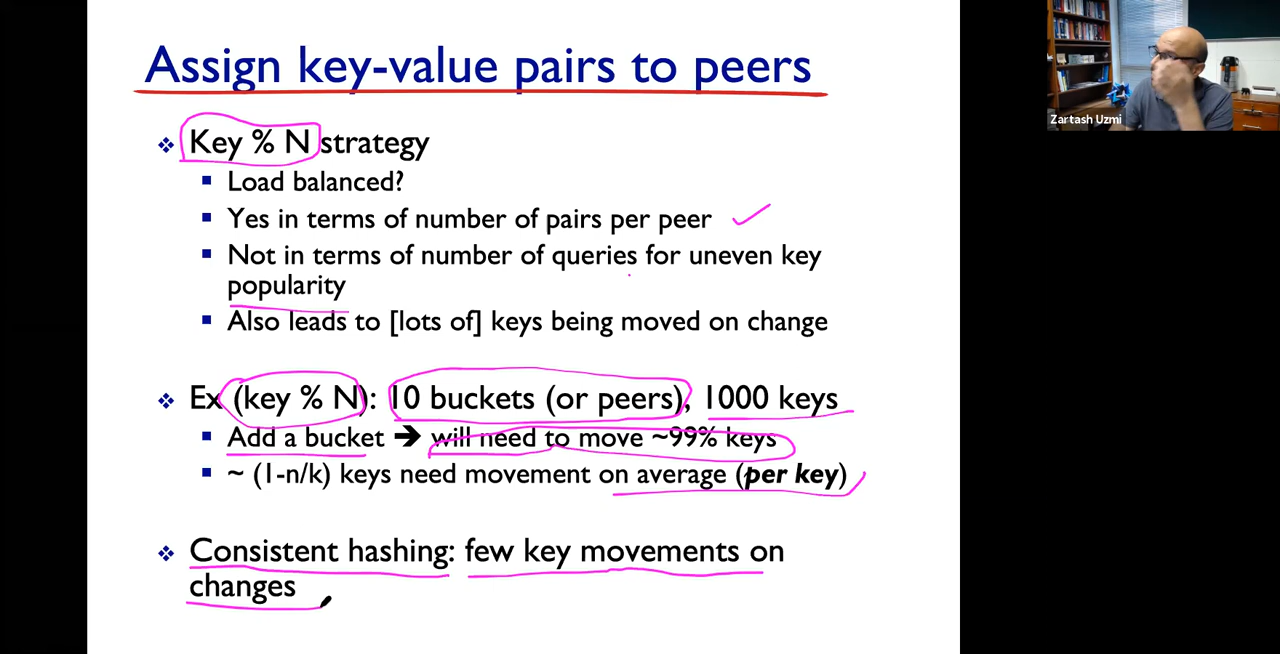 Assign key-value pairs to peers
Zartash Uzmi
❖ Key % N strategy
▪ Load balanced?
▪ Yes in terms of number of pairs per peer
▪ Not in terms of number of queries for uneven key
popularity
▪ Also leads to [lots of] keys being moved on change
❖ Ex (key % N): 10 buckets (or peers), 1000 keys
▪ Add a bucket ➔ will need to move ~99% keys
▪ ~ (1-n/k) keys need movement on average (per key)
❖ Consistent hashing: few key movements on
changes